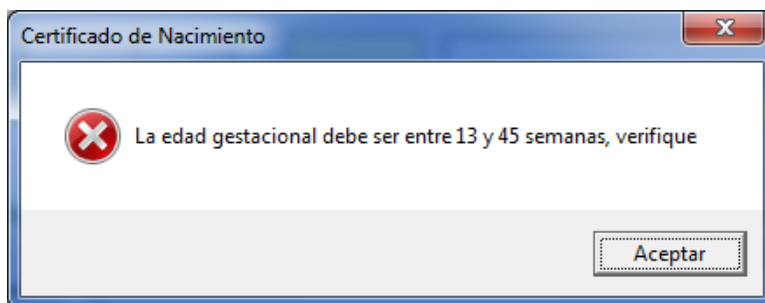 Certificado de Nacimiento
La edad gestacional debe ser entre 13 y 45 semanas, verifique
Aceptar